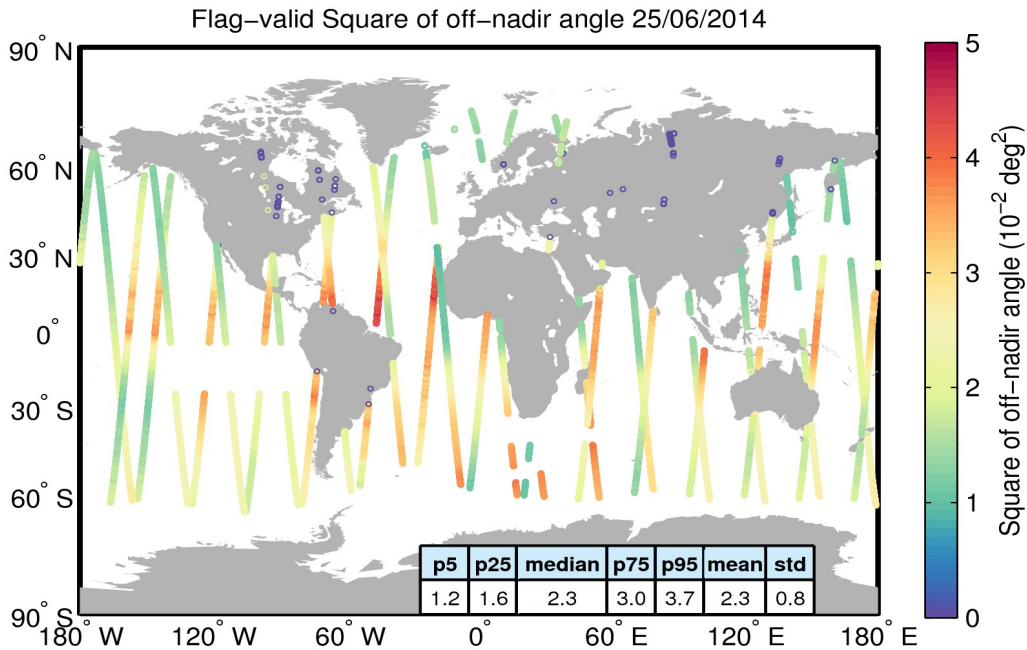 Flag−valid Square of off−nadir angle 25/06/2014
90° N
60° N
30° N
0°
30° S
60° S
90° S
180° W
120° W
60° W
0°
60° E
120° E
180° E
p5 p25 median p75 p95 mean std
1.2 1.6 2.3 3.0 3.7 2.3 0.8
5
4
3
2
1
0
Square of off−nadir angle (10⁻² deg²)